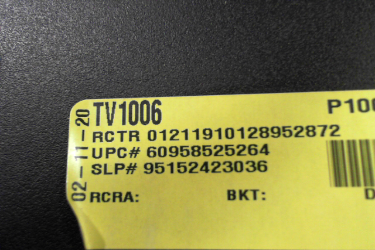 02-11-20
TV1006 P100
RCTR 01211910128952872
UPC# 60958525264
SLP# 95152423036
RCRA: BKT: D